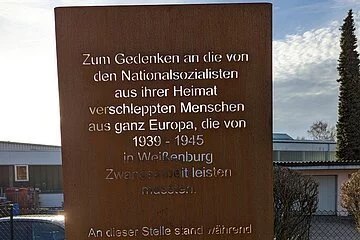 Zum Gedenken an die von
den Nationalsozialisten
aus ihrer Heimat
verschleppten Menschen
aus ganz Europa, die von
1939 - 1945
in Weißenburg
Zwangsarbeit leisten
mussten.
An dieser Stelle stand während